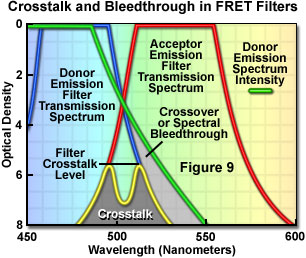 Crosstalk and Bleedthrough in FRET Filters
0
2
4
6
8
Optical Density
Donor
Emission
Filter
Transmission
Spectrum
Acceptor
Emission
Filter
Transmission
Spectrum
Donor
Emission
Spectrum
Intensity
Crossover
or Spectral
Bleedthrough
Filter
Crosstalk
Level
Figure 9
Crosstalk
450
500
550
600
Wavelength (Nanometers)